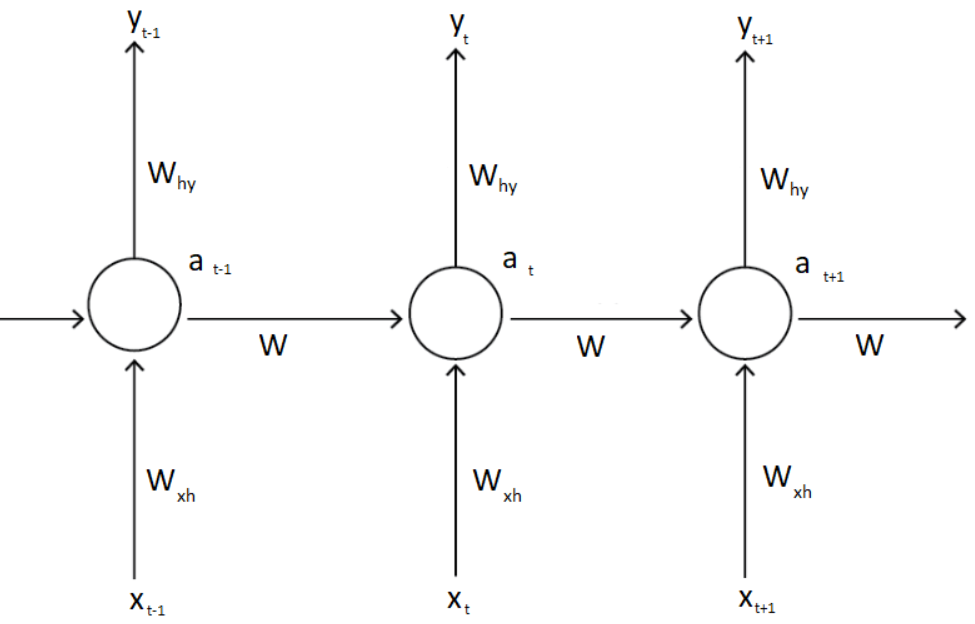 y t-1 y t y t+1
W hy W hy W hy
a t-1 a t a t+1
W W W
W xh W xh W xh
x t-1 x t x t+1